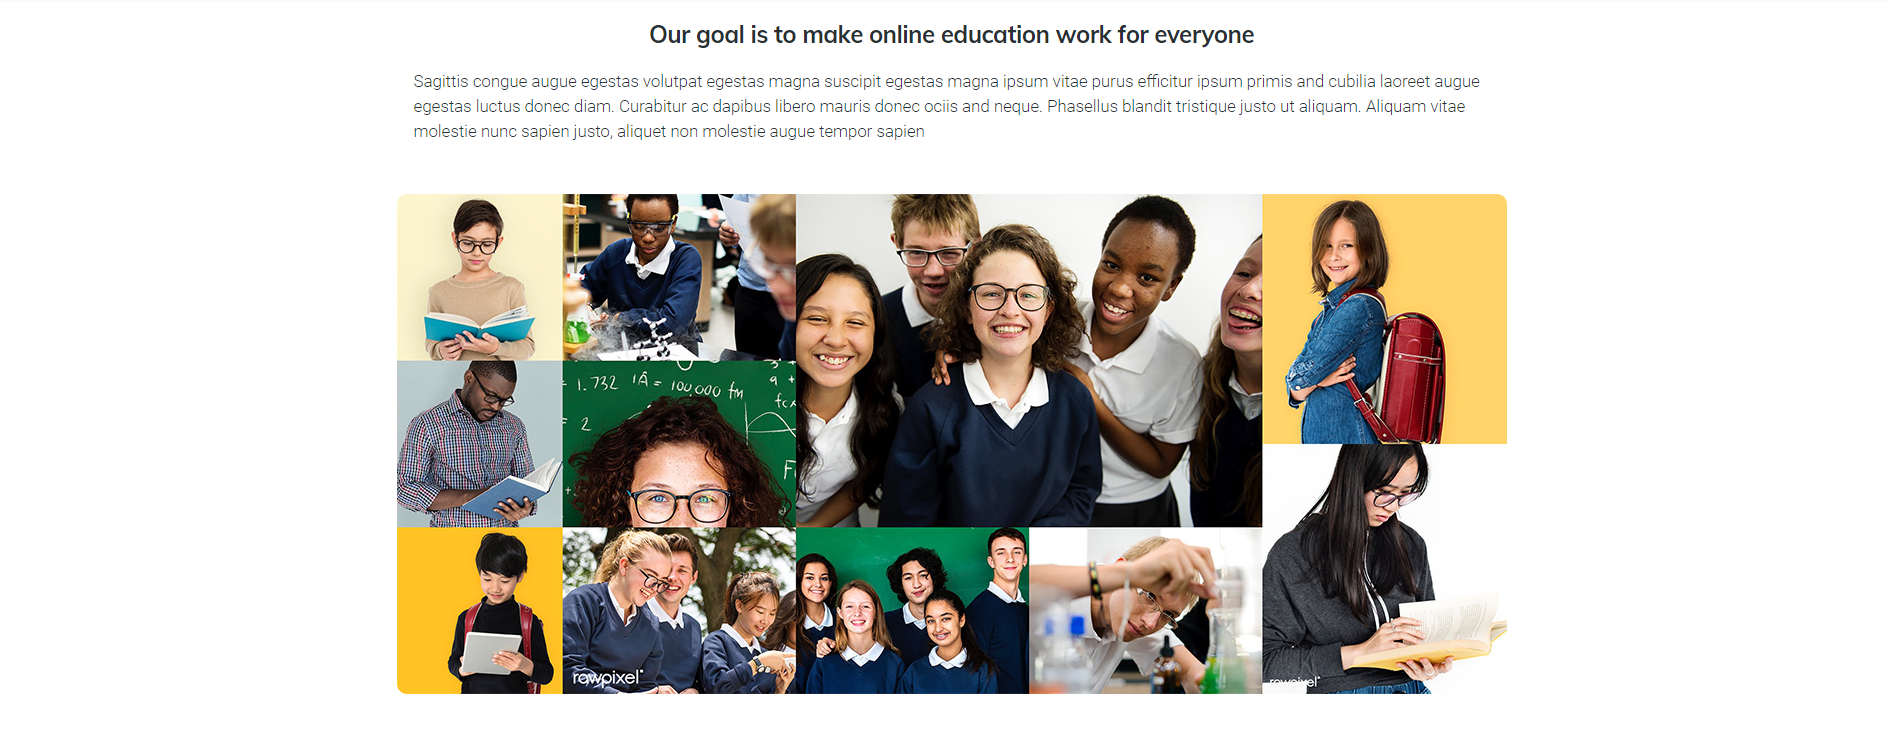 Our goal is to make online education work for everyone
Sagittis congue augue egestas volutpat egestas magna suscipit egestas magna ipsum vitae purus efficitur ipsum primis and cubilia laoreet augue
egestas luctus donec diam. Curabitur ac dapibus libero mauris donec ociis and neque. Phasellus blandit tristique justo ut aliquam. Aliquam vitae
molestie nunc sapien justo, aliquet non molestie augue tempor sapien
= 1.732 1Å = 100,000 fm
= 2
rawpixel
rawpixel